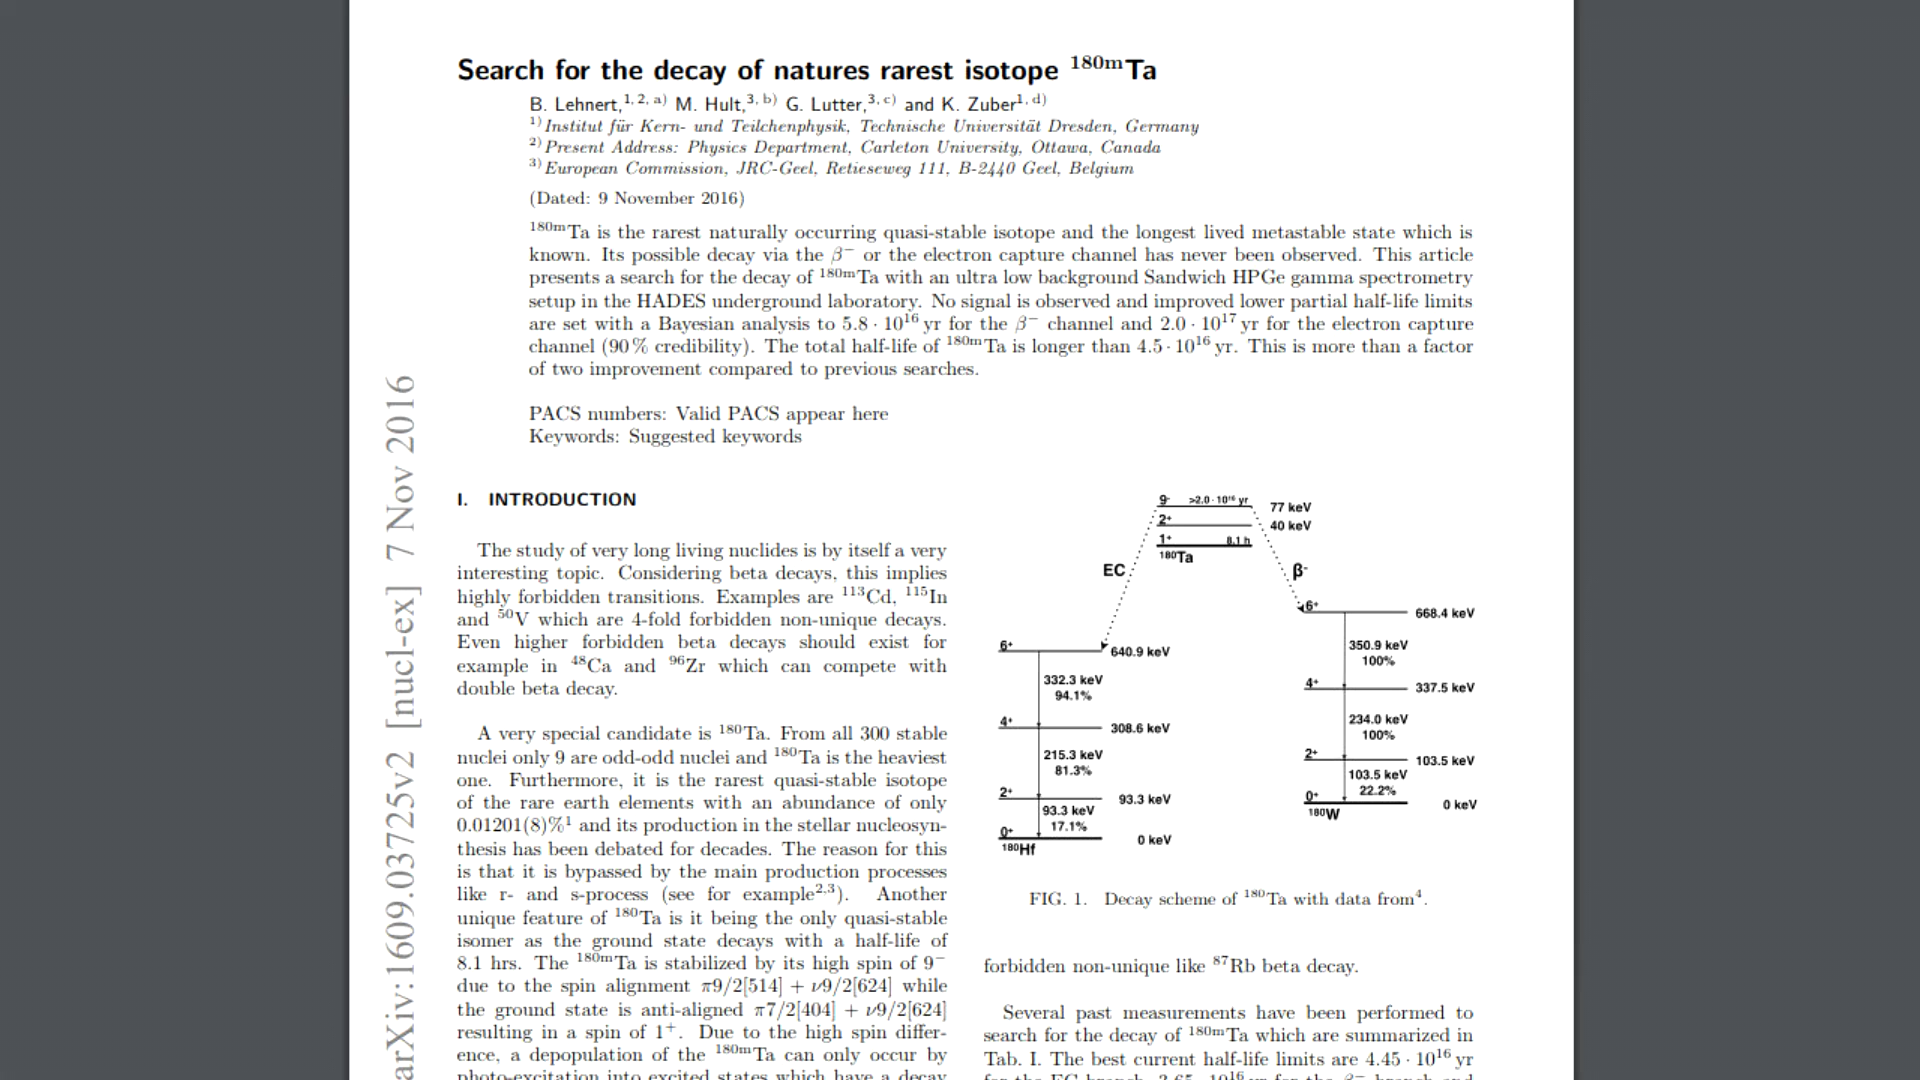 Search for the decay of natures rarest isotope ¹⁸⁰ᵐTa
B. Lehnert,¹, ², ᵃ⁾ M. Hult,³, ᵇ⁾ G. Lutter,³, ᶜ⁾ and K. Zuber¹, ᵈ⁾
¹⁾ Institut für Kern- und Teilchenphysik, Technische Universität Dresden, Germany
²⁾ Present Address: Physics Department, Carleton University, Ottawa, Canada
³⁾ European Commission, JRC-Geel, Retieseweg 111, B-2440 Geel, Belgium
(Dated: 9 November 2016)
¹⁸⁰ᵐTa is the rarest naturally occurring quasi-stable isotope and the longest lived metastable state which is
known. Its possible decay via the β⁻ or the electron capture channel has never been observed. This article
presents a search for the decay of ¹⁸⁰ᵐTa with an ultra low background Sandwich HPGe gamma spectrometry
setup in the HADES underground laboratory. No signal is observed and improved lower partial half-life limits
are set with a Bayesian analysis to 5.8 · 10¹⁶ yr for the β⁻ channel and 2.0 · 10¹⁷ yr for the electron capture
channel (90 % credibility). The total half-life of ¹⁸⁰ᵐTa is longer than 4.5 · 10¹⁶ yr. This is more than a factor
of two improvement compared to previous searches.
PACS numbers: Valid PACS appear here
Keywords: Suggested keywords
arXiv:1609.03725v2 [nucl-ex] 7 Nov 2016
I. INTRODUCTION
The study of very long living nuclides is by itself a very
interesting topic. Considering beta decays, this implies
highly forbidden transitions. Examples are ¹¹³Cd, ¹¹⁵In
and ⁵⁰V which are 4-fold forbidden non-unique decays.
Even higher forbidden beta decays should exist for
example in ⁴⁸Ca and ⁹⁶Zr which can compete with
double beta decay.
A very special candidate is ¹⁸⁰Ta. From all 300 stable
nuclei only 9 are odd-odd nuclei and ¹⁸⁰Ta is the heaviest
one. Furthermore, it is the rarest quasi-stable isotope
of the rare earth elements with an abundance of only
0.01201(8)%¹ and its production in the stellar nucleosyn-
thesis has been debated for decades. The reason for this
is that it is bypassed by the main production processes
like r- and s-process (see for example²·³). Another
unique feature of ¹⁸⁰Ta is it being the only quasi-stable
isomer as the ground state decays with a half-life of
8.1 hrs. The ¹⁸⁰ᵐTa is stabilized by its high spin of 9⁻
due to the spin alignment π9/2[514] + ν9/2[624] while
the ground state is anti-aligned π7/2[404] + ν9/2[624]
resulting in a spin of 1⁺. Due to the high spin differ-
ence, a depopulation of the ¹⁸⁰ᵐTa can only occur by
photo-excitation into excited states which have a decay
9⁻ >2.0 · 10¹⁶ yr 77 keV
2⁺ 40 keV
1⁺ 8.1 h
¹⁸⁰Ta
EC
β⁻
6⁺ 668.4 keV
350.9 keV
100%
4⁺ 337.5 keV
234.0 keV
100%
2⁺ 103.5 keV
103.5 keV
22.2%
0⁺ 0 keV
¹⁸⁰W
6⁺ 640.9 keV
332.3 keV
94.1%
4⁺ 308.6 keV
215.3 keV
81.3%
2⁺ 93.3 keV
93.3 keV
17.1%
0⁺ 0 keV
¹⁸⁰Hf
FIG. 1. Decay scheme of ¹⁸⁰Ta with data from⁴.
forbidden non-unique like ⁸⁷Rb beta decay.
Several past measurements have been performed to
search for the decay of ¹⁸⁰ᵐTa which are summarized in
Tab. I. The best current half-life limits are 4.45 · 10¹⁶ yr
for the EC branch, 3.65 · 10¹⁶ yr for the β⁻ branch and